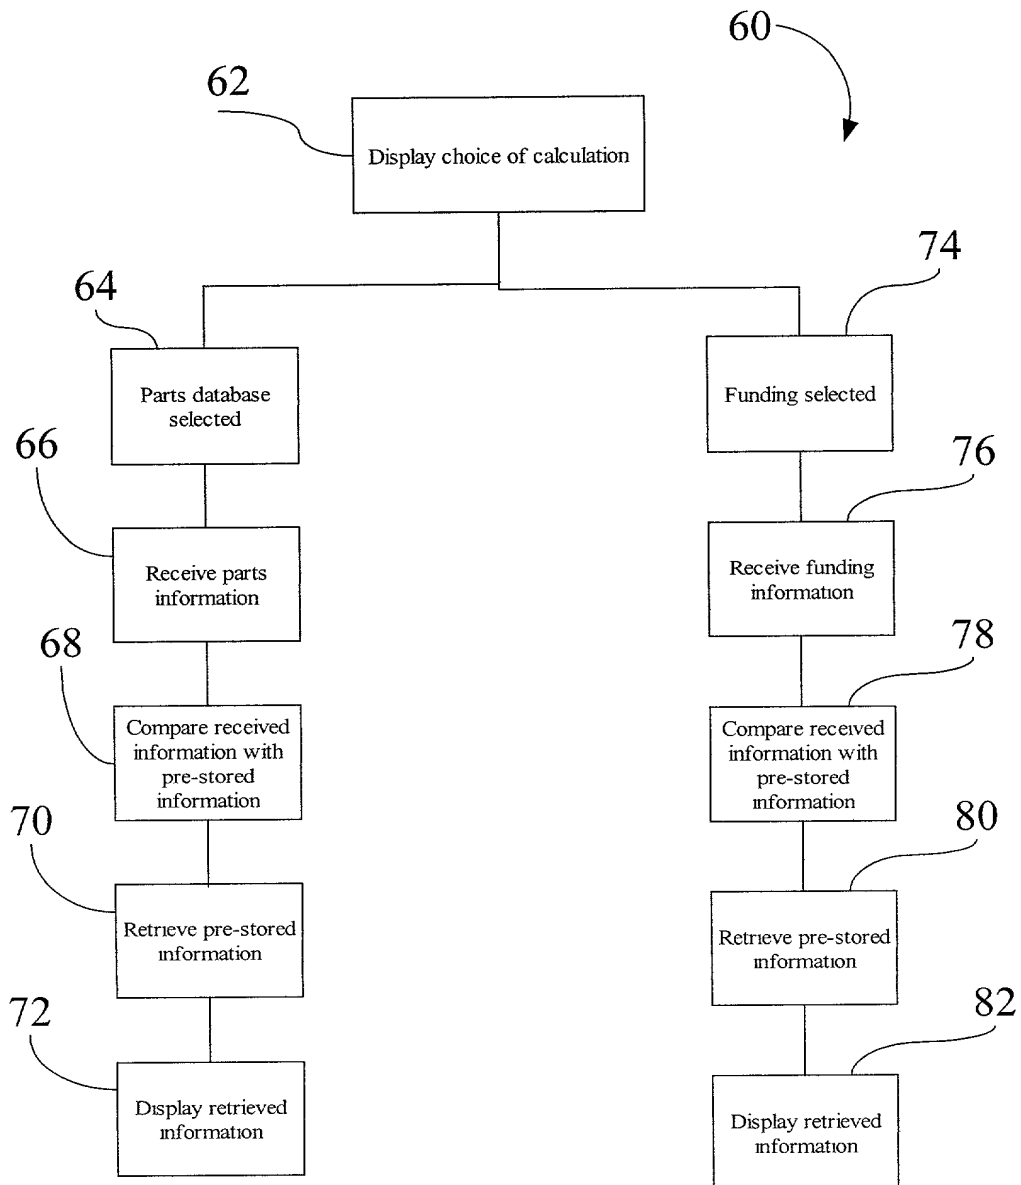 60
62
Display choice of calculation
64
74
Parts database
selected
Funding selected
66
76
Receive parts
information
Receive funding
information
68
78
Compare received
information with
pre-stored
information
Compare received
information with
pre-stored
information
70
80
Retrieve pre-stored
information
Retrieve pre-stored
information
72
82
Display retrieved
information
Display retrieved
information